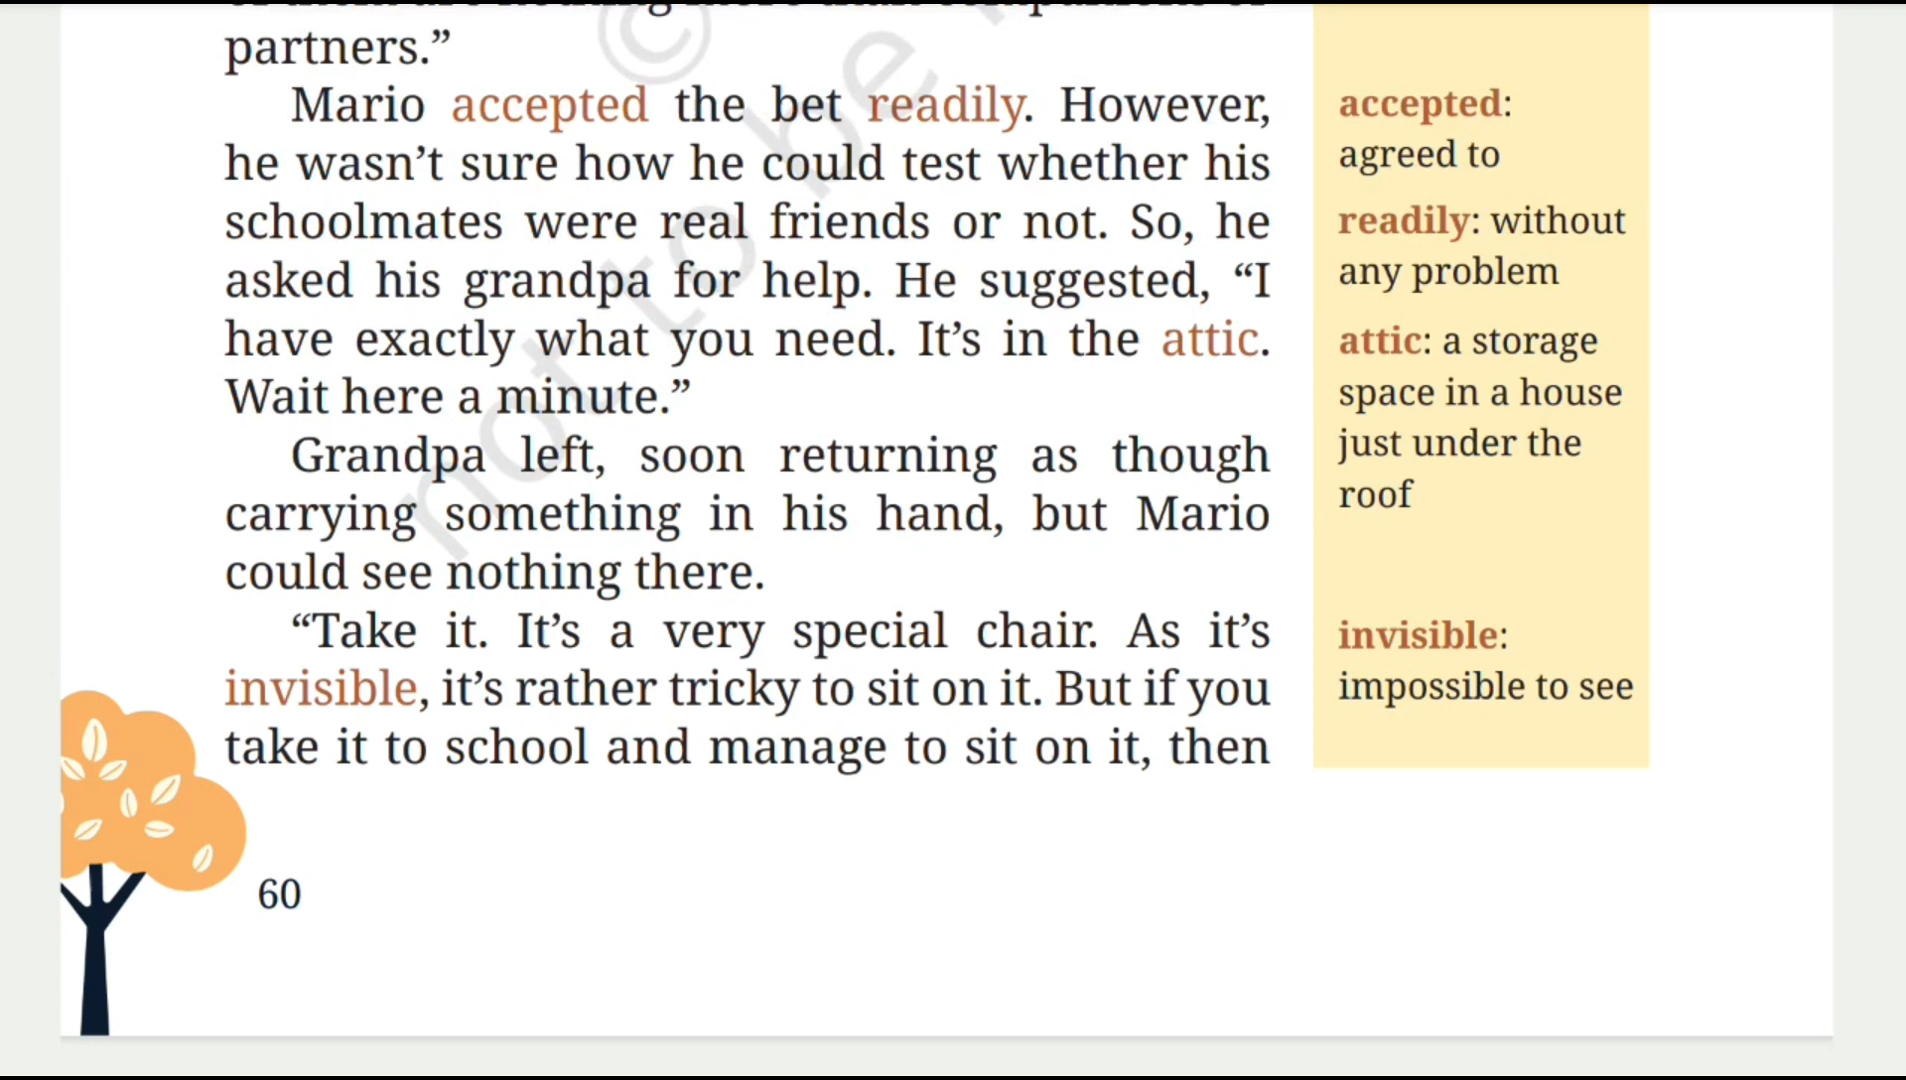 partners.”
Mario accepted the bet readily. However,
he wasn’t sure how he could test whether his
schoolmates were real friends or not. So, he
asked his grandpa for help. He suggested, “I
have exactly what you need. It’s in the attic.
Wait here a minute.”
Grandpa left, soon returning as though
carrying something in his hand, but Mario
could see nothing there.
“Take it. It’s a very special chair. As it’s
invisible, it’s rather tricky to sit on it. But if you
take it to school and manage to sit on it, then
accepted:
agreed to
readily: without
any problem
attic: a storage
space in a house
just under the
roof
invisible:
impossible to see
60
©
not to be